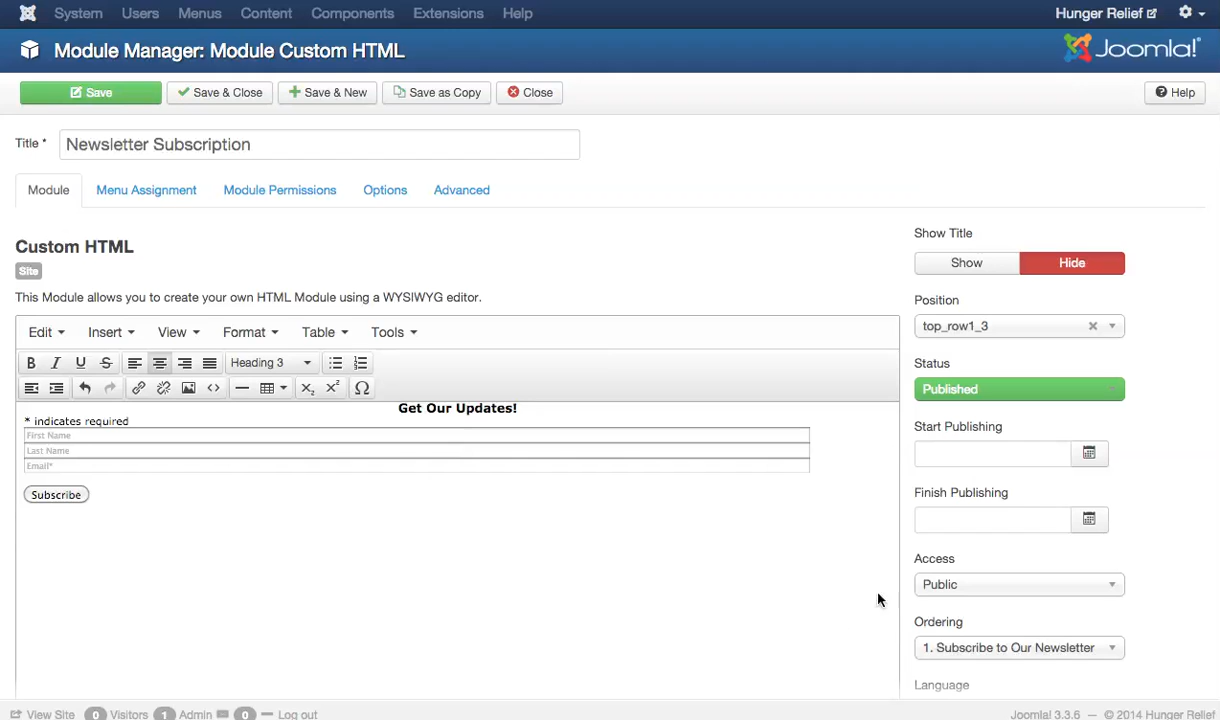 System Users Menus Content Components Extensions Help Hunger Relief
Module Manager: Module Custom HTML Joomla!®
Save Save & Close Save & New Save as Copy Close Help
Title * Newsletter Subscription
Module Menu Assignment Module Permissions Options Advanced
Custom HTML
Site
This Module allows you to create your own HTML Module using a WYSIWYG editor.
Edit Insert View Format Table Tools
B I U S Heading 3
Get Our Updates!
* indicates required
First Name
Last Name
Email*
Subscribe
Show Title
Show Hide
Position
top_row1_3
Status
Published
Start Publishing
Finish Publishing
Access
Public
Ordering
1. Subscribe to Our Newsletter
Language
View Site 0 Visitors 1 Admin 0 Log out Joomla! 3.3.6 — © 2014 Hunger Relief